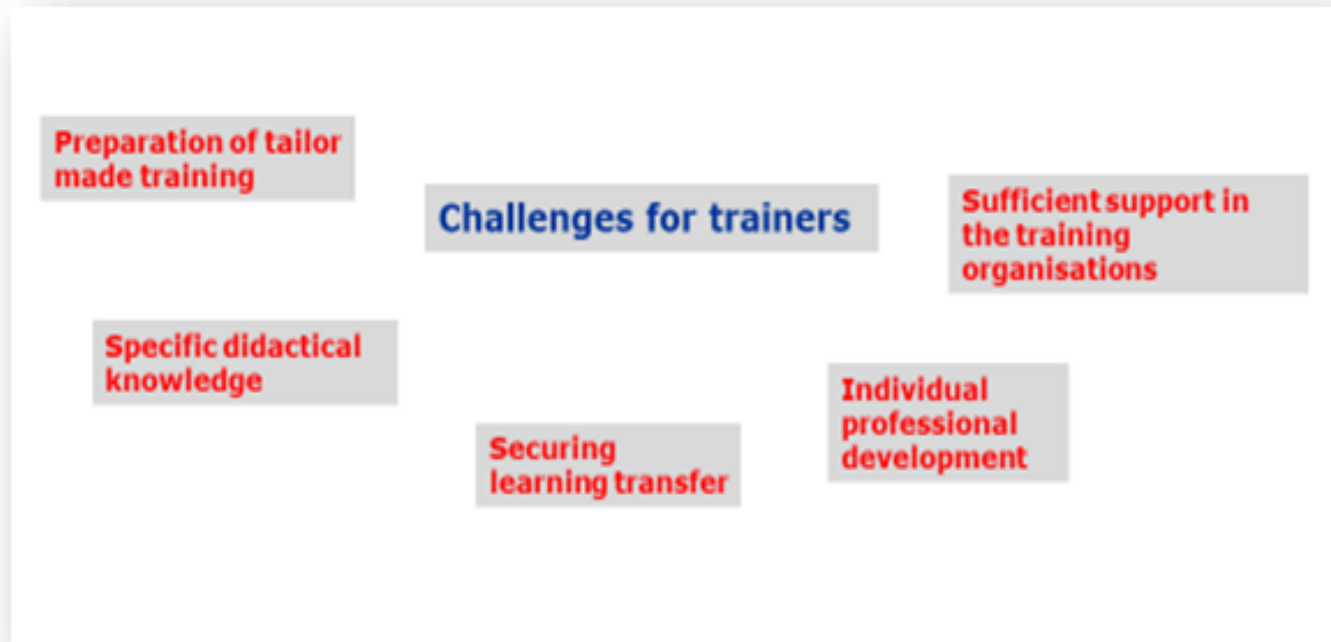 Preparation of tailor
made training
Challenges for trainers
Sufficient support in
the training
organisations
Specific didactical
knowledge
Individual
professional
development
Securing
learning transfer